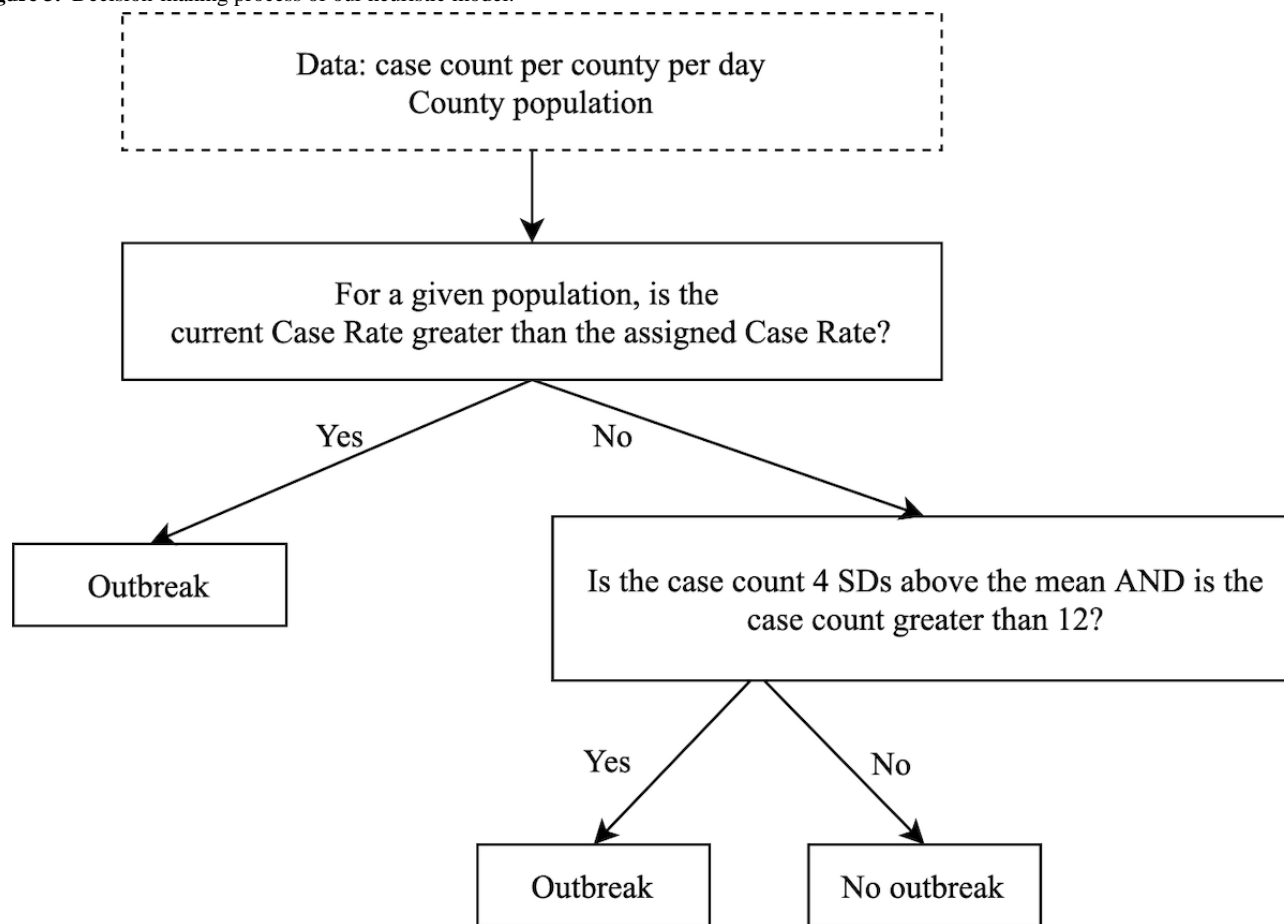 Data: case count per county per day
County population
For a given population, is the
current Case Rate greater than the assigned Case Rate?
Yes
No
Outbreak
Is the case count 4 SDs above the mean AND is the
case count greater than 12?
Yes
No
Outbreak
No outbreak